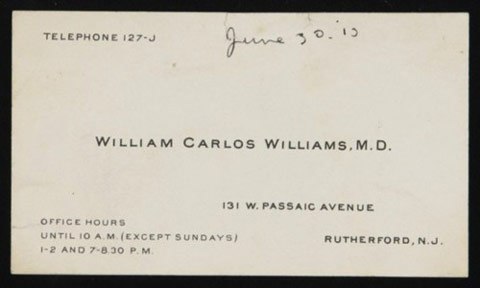 TELEPHONE 127-J
June 30. 13
WILLIAM CARLOS WILLIAMS, M.D.
131 W. PASSAIC AVENUE
OFFICE HOURS
UNTIL 10 A.M. (EXCEPT SUNDAYS)
1-2 AND 7-8.30 P.M.
RUTHERFORD, N.J.